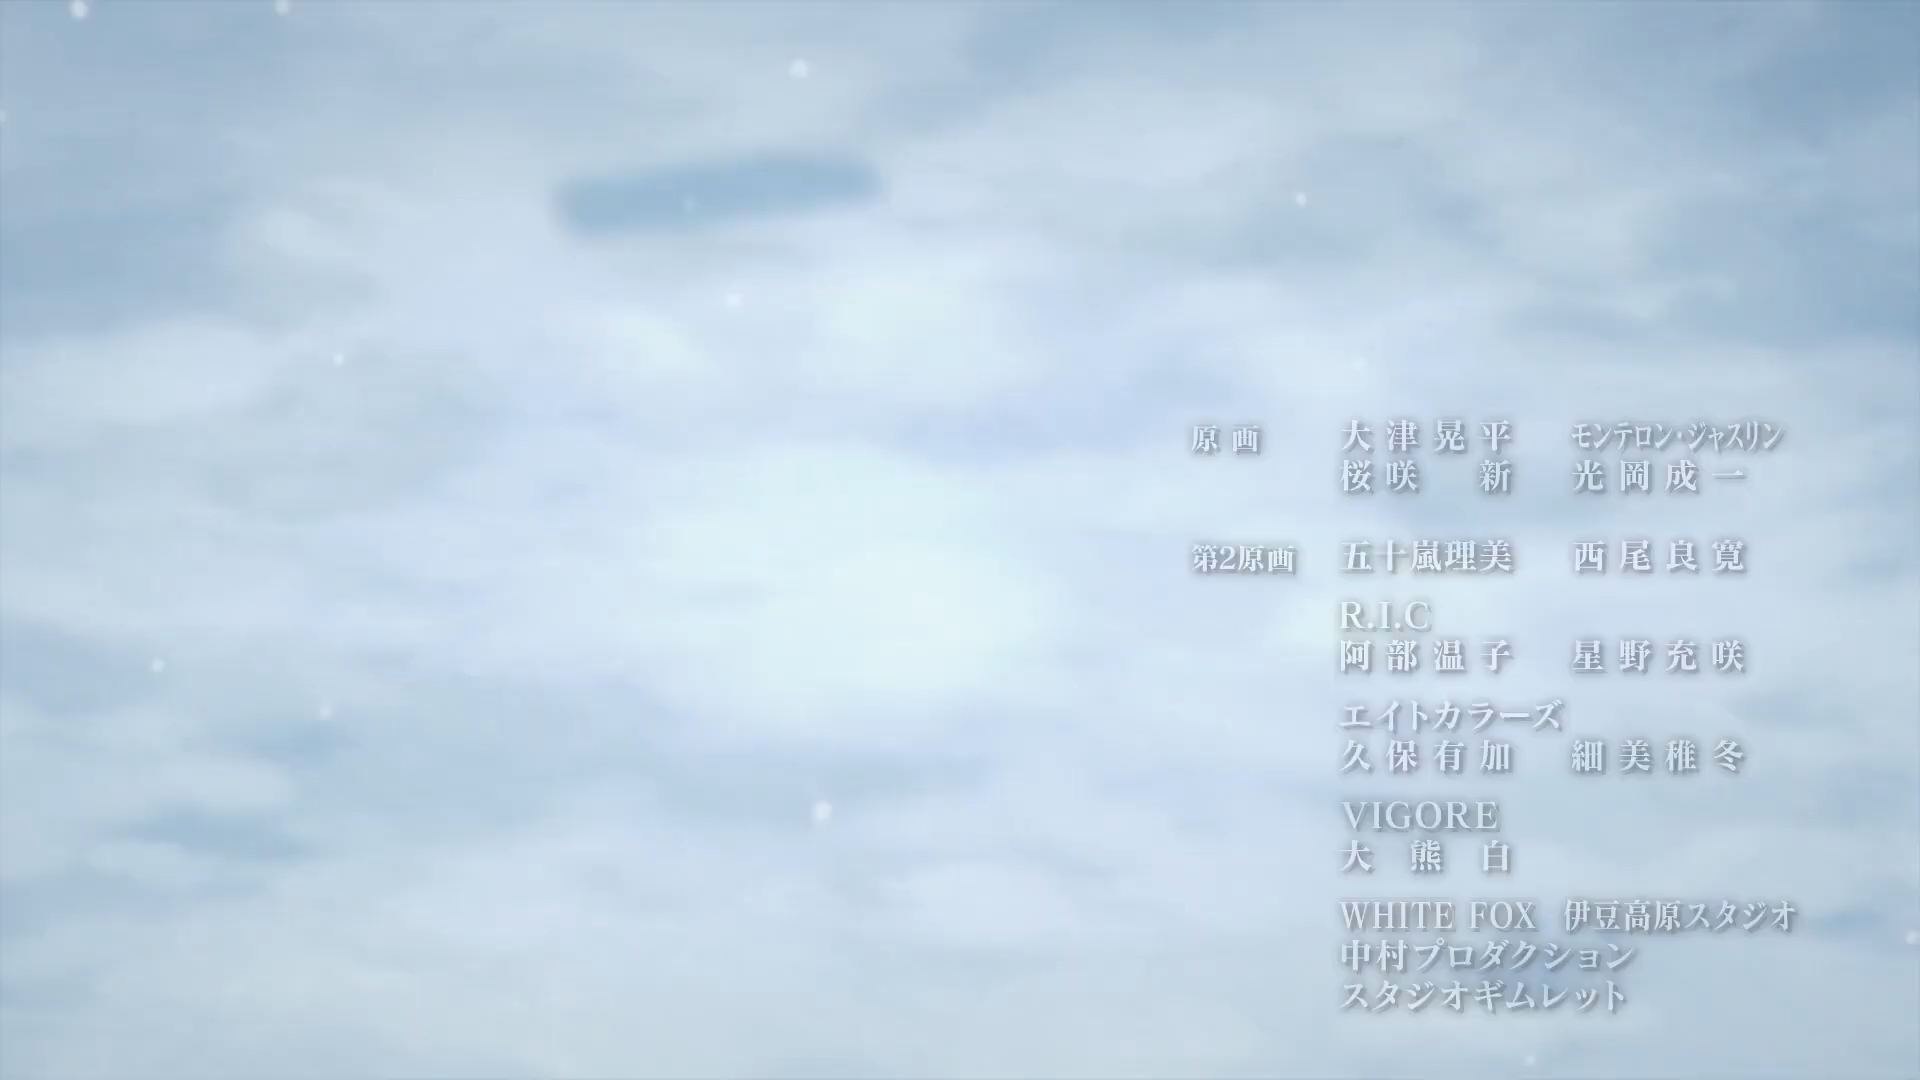 原画 大津晃平 モンテロン・ジャスリン
桜咲 新 光岡成一
第2原画 五十嵐理美 西尾良寛
R.I.C
阿部温子 星野充咲
エイトカラーズ
久保有加 細美稚冬
VIGORE
大熊白
WHITE FOX 伊豆高原スタジオ
中村プロダクション
スタジオギムレット